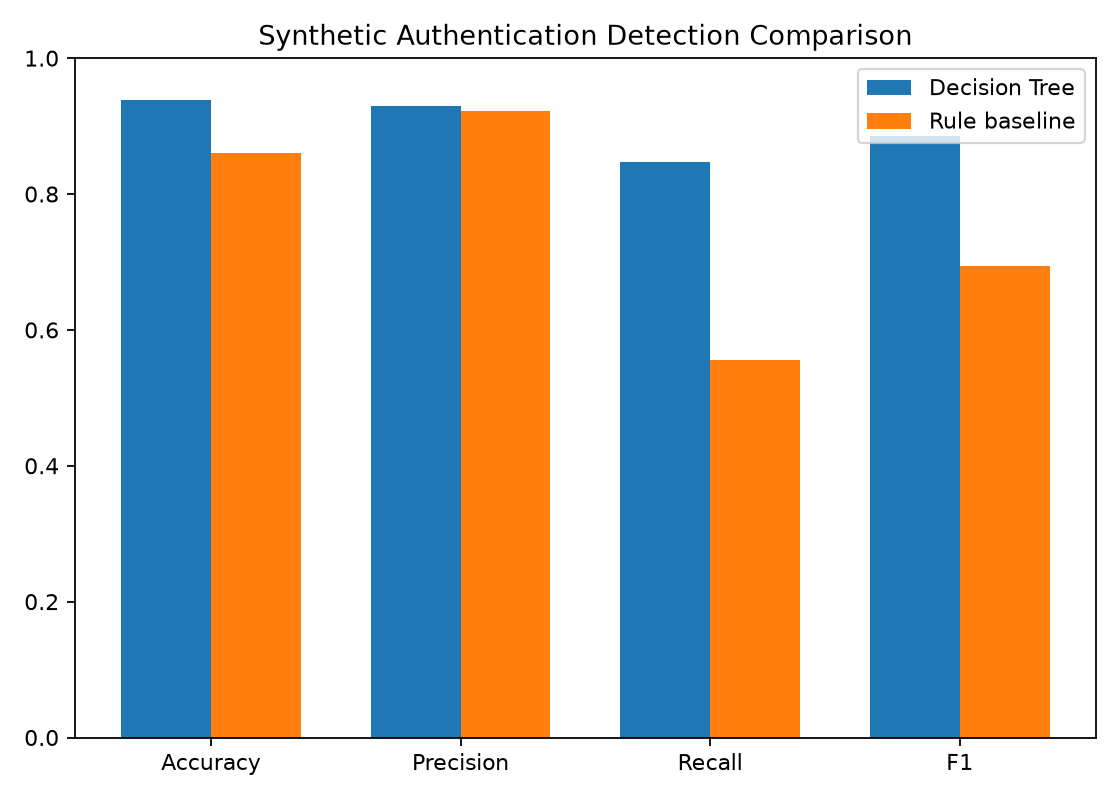 Synthetic Authentication Detection Comparison
1.0
0.8
0.6
0.4
0.2
0.0
Decision Tree
Rule baseline
Accuracy
Precision
Recall
F1